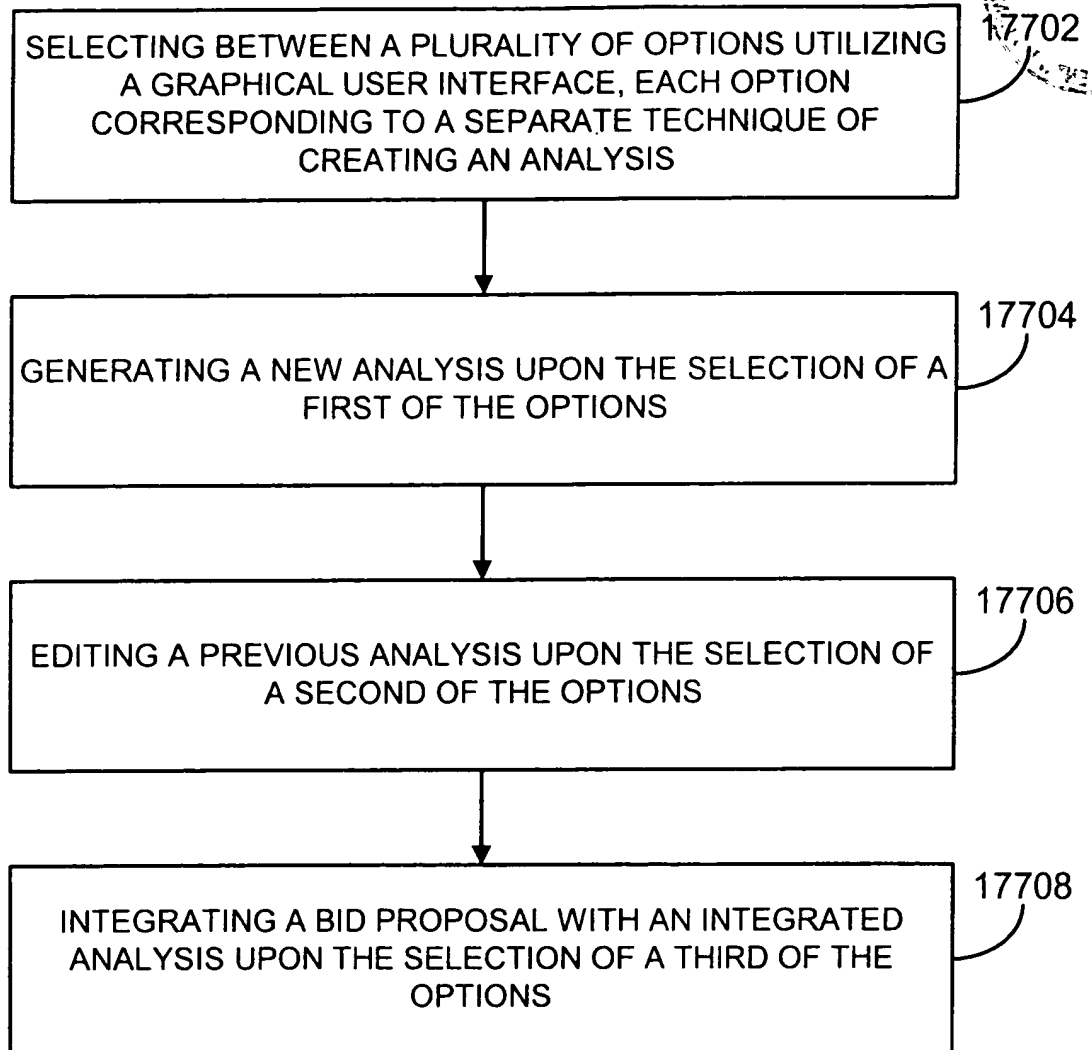 SELECTING BETWEEN A PLURALITY OF OPTIONS UTILIZING
A GRAPHICAL USER INTERFACE, EACH OPTION
CORRESPONDING TO A SEPARATE TECHNIQUE OF
CREATING AN ANALYSIS
17702
GENERATING A NEW ANALYSIS UPON THE SELECTION OF A
FIRST OF THE OPTIONS
17704
EDITING A PREVIOUS ANALYSIS UPON THE SELECTION OF
A SECOND OF THE OPTIONS
17706
INTEGRATING A BID PROPOSAL WITH AN INTEGRATED
ANALYSIS UPON THE SELECTION OF A THIRD OF THE
OPTIONS
17708